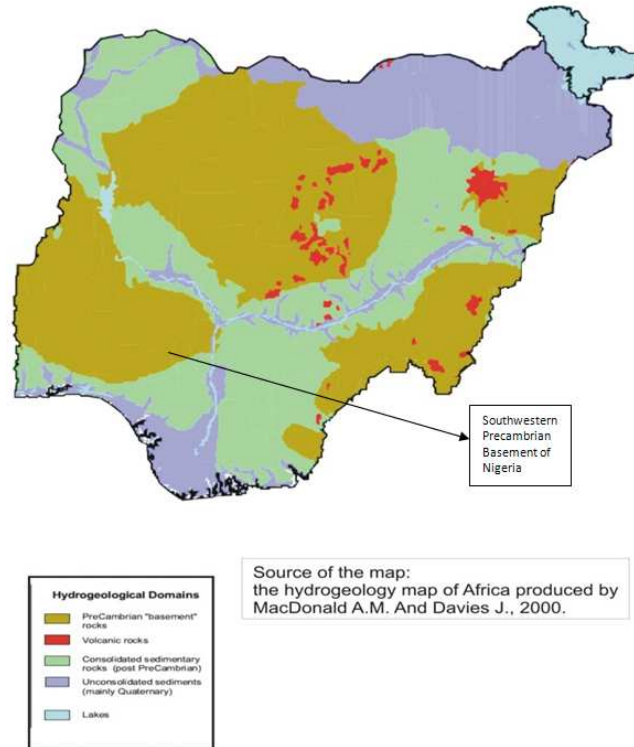 Southwestern
Precambrian
Basement of
Nigeria
Source of the map:
the hydrogeology map of Africa produced by
MacDonald A.M. And Davies J., 2000.
Hydrogeological Domains
PreCambrian "basement"
rocks
Volcanic rocks
Consolidated sedimentary
rocks (post PreCambrian)
Unconsolidated sediments
(mainly Quaternary)
Lakes